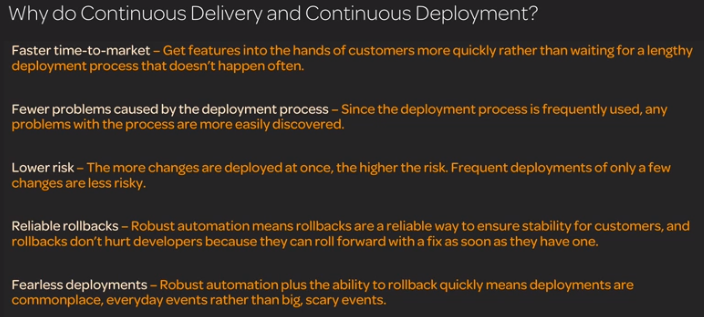 Why do Continuous Delivery and Continuous Deployment?
Faster time-to-market – Get features into the hands of customers more quickly rather than waiting for a lengthy
deployment process that doesn't happen often.
Fewer problems caused by the deployment process – Since the deployment process is frequently used, any
problems with the process are more easily discovered.
Lower risk – The more changes are deployed at once, the higher the risk. Frequent deployments of only a few
changes are less risky.
Reliable rollbacks – Robust automation means rollbacks are a reliable way to ensure stability for customers, and
rollbacks don't hurt developers because they can roll forward with a fix as soon as they have one.
Fearless deployments – Robust automation plus the ability to rollback quickly means deployments are
commonplace, everyday events rather than big, scary events.